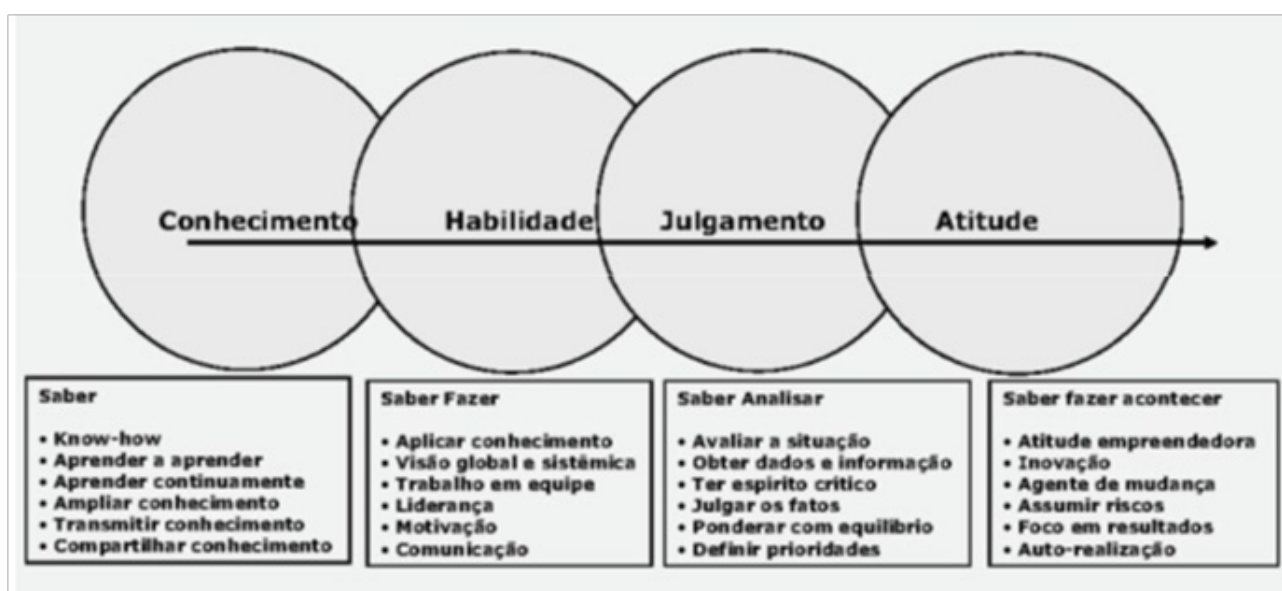 Conhecimento
Habilidade
Julgamento
Atitude
Saber
• Know-how
• Aprender a aprender
• Aprender continuamente
• Ampliar conhecimento
• Transmitir conhecimento
• Compartilhar conhecimento
Saber Fazer
• Aplicar conhecimento
• Visão global e sistêmica
• Trabalho em equipe
• Liderança
• Motivação
• Comunicação
Saber Analisar
• Avaliar a situação
• Obter dados e informação
• Ter espirito critico
• Julgar os fatos
• Ponderar com equilibrio
• Definir prioridades
Saber fazer acontecer
• Atitude empreendedora
• Inovação
• Agente de mudança
• Assumir riscos
• Foco em resultados
• Auto-realização